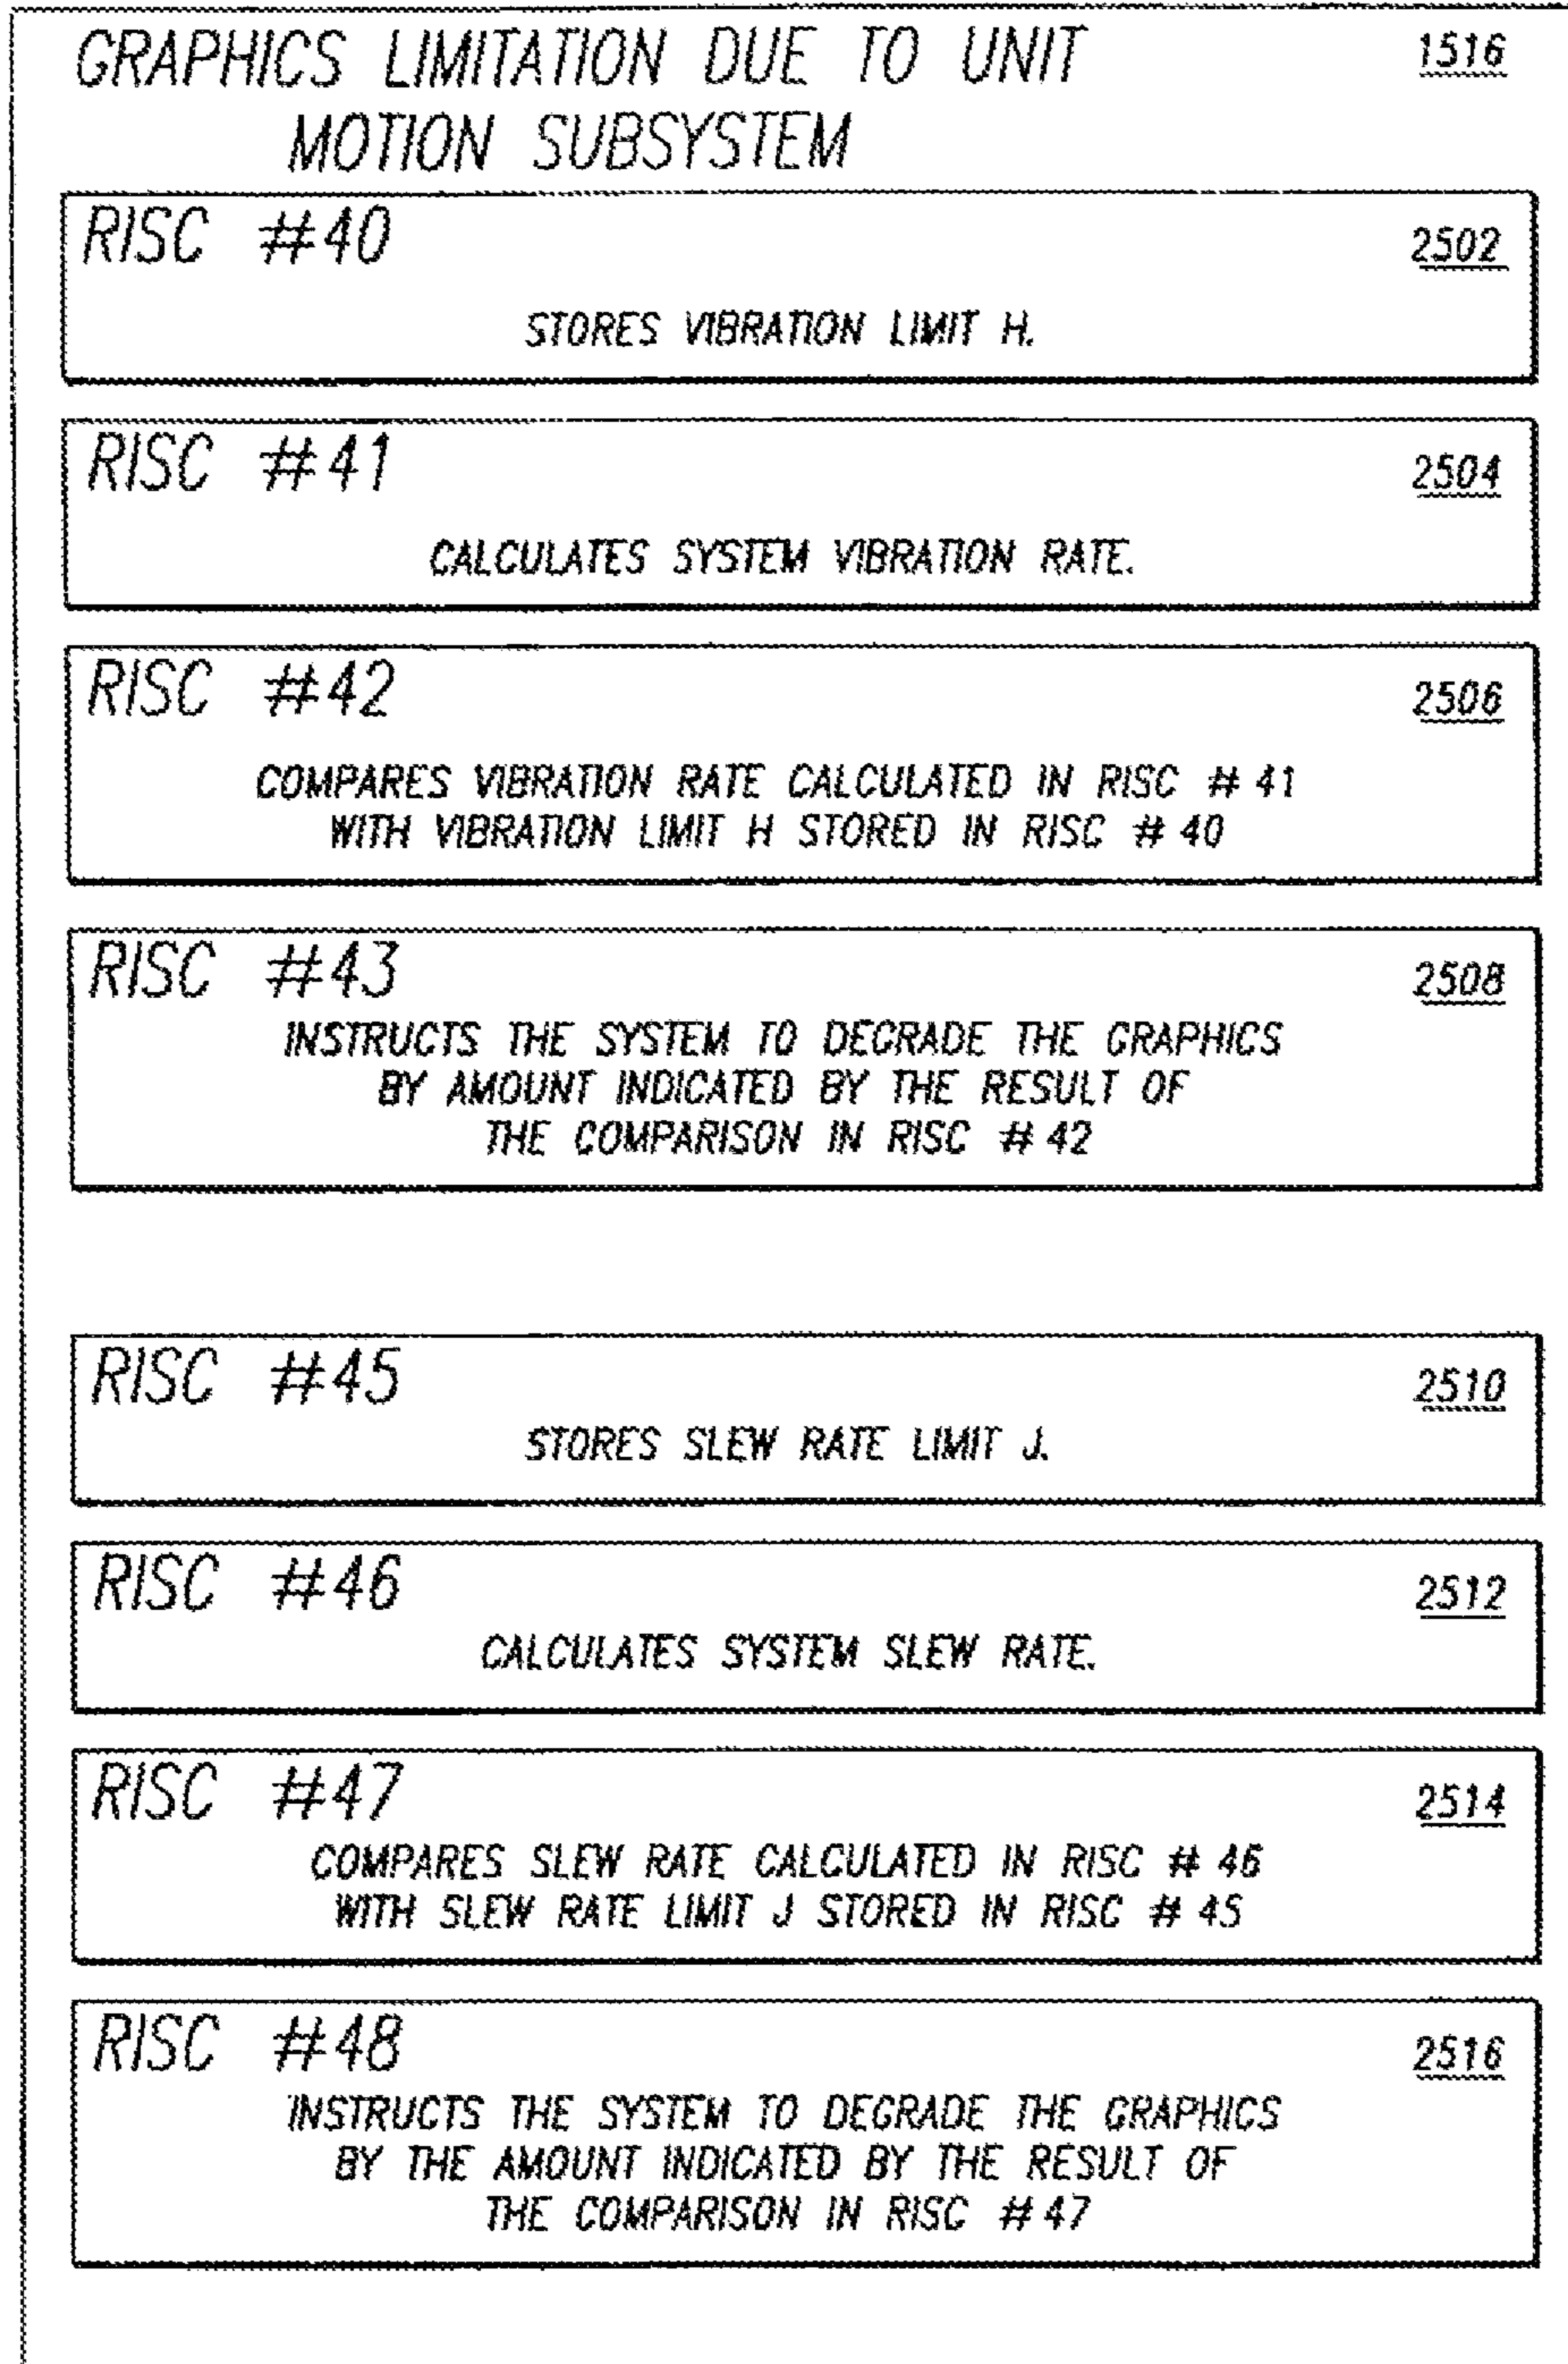 GRAPHICS LIMITATION DUE TO UNIT 1516
MOTION SUBSYSTEM
RISC #40 2502
STORES VIBRATION LIMIT H.
RISC #41 2504
CALCULATES SYSTEM VIBRATION RATE.
RISC #42 2506
COMPARES VIBRATION RATE CALCULATED IN RISC # 41
WITH VIBRATION LIMIT H STORED IN RISC # 40
RISC #43 2508
INSTRUCTS THE SYSTEM TO DEGRADE THE GRAPHICS
BY AMOUNT INDICATED BY THE RESULT OF
THE COMPARISON IN RISC # 42
RISC #45 2510
STORES SLEW RATE LIMIT J.
RISC #46 2512
CALCULATES SYSTEM SLEW RATE.
RISC #47 2514
COMPARES SLEW RATE CALCULATED IN RISC # 46
WITH SLEW RATE LIMIT J STORED IN RISC # 45
RISC #48 2516
INSTRUCTS THE SYSTEM TO DEGRADE THE GRAPHICS
BY THE AMOUNT INDICATED BY THE RESULT OF
THE COMPARISON IN RISC # 47